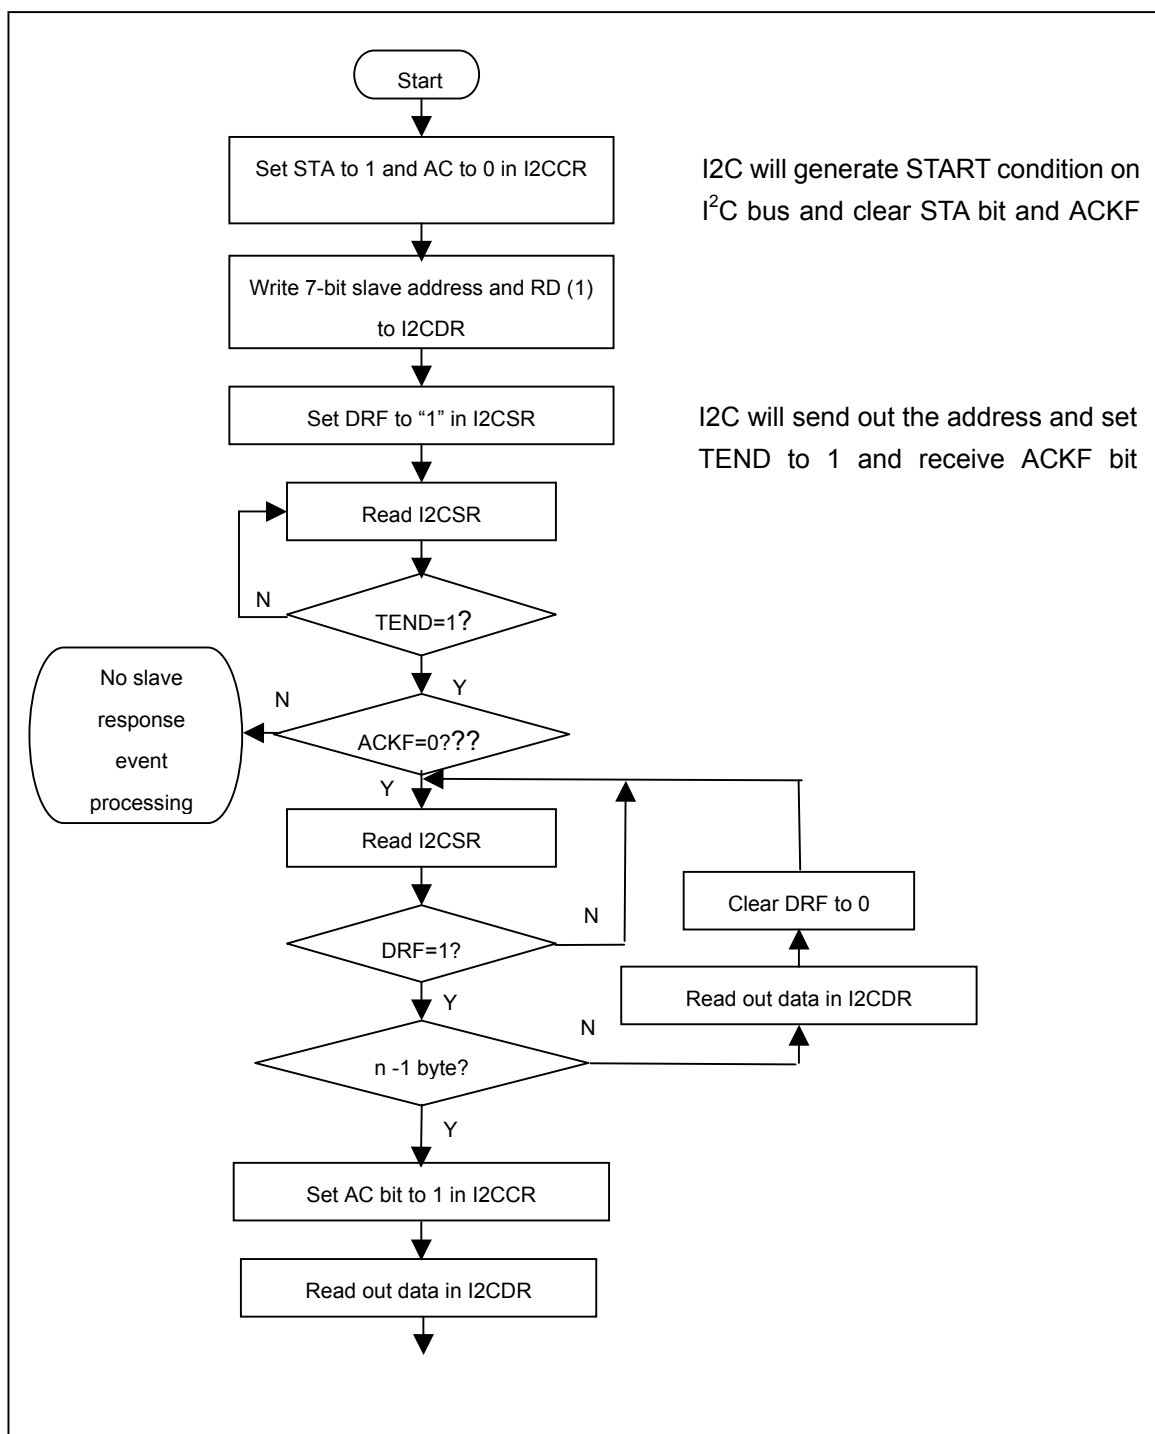 Start
Set STA to 1 and AC to 0 in I2CCR
I2C will generate START condition on
I²C bus and clear STA bit and ACKF
Write 7-bit slave address and RD (1)
to I2CDR
Set DRF to “1” in I2CSR
I2C will send out the address and set
TEND to 1 and receive ACKF bit
Read I2CSR
N
TEND=1?
Y
No slave
response
event
processing
N
ACKF=0???
Y
Read I2CSR
Clear DRF to 0
N
DRF=1?
Y
Read out data in I2CDR
N
n -1 byte?
Y
Set AC bit to 1 in I2CCR
Read out data in I2CDR